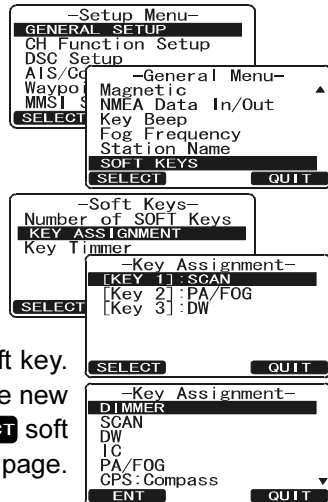 -Setup Menu-
GENERAL SETUP
CH Function Setup
DSC Setup
AIS/Co
Waypoi
MMSI S
SELECT
-General Menu-
Magnetic
NMEA Data In/Out
Key Beep
Fog Frequency
Station Name
SOFT KEYS
SELECT QUIT
-Soft Keys-
Number of SOFT Keys
KEY ASSIGNMENT
Key Timmer
SELECT
-Key Assignment-
[KEY 1]:SCAN
[Key 2]:PA/FOG
[Key 3]:DW
SELECT QUIT
ft key.
e new
CT soft
page.
-Key Assignment-
DIMMER
SCAN
DW
IC
PA/FOG
CPS:Compass
ENT QUIT